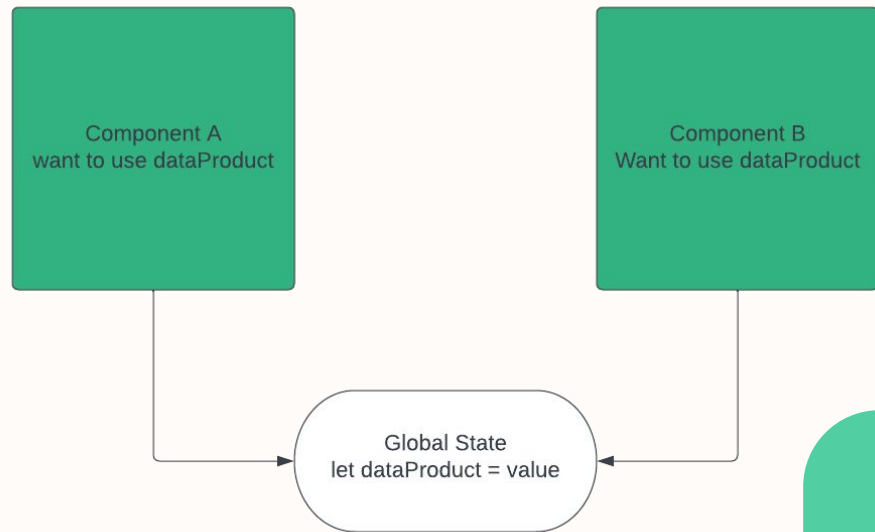 Component A
want to use dataProduct
Component B
Want to use dataProduct
Global State
let dataProduct = value